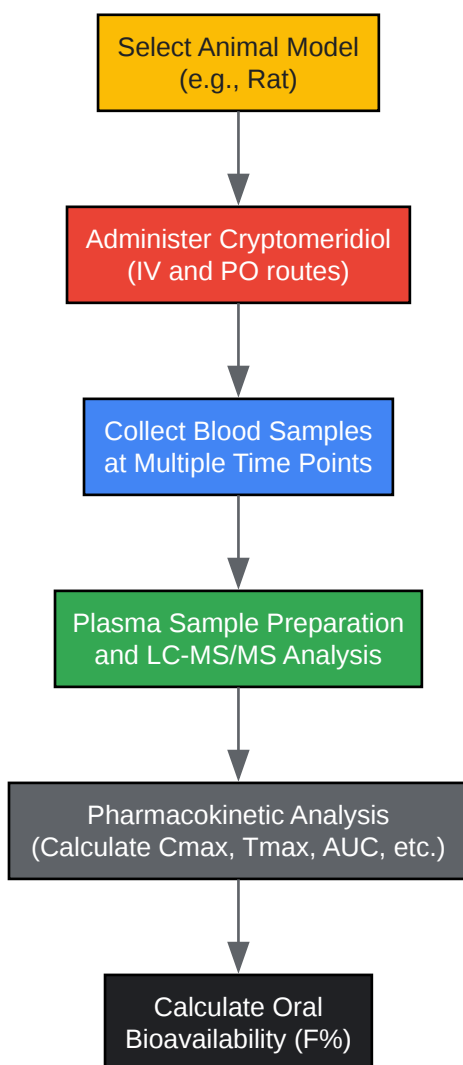 Select Animal Model
(e.g., Rat)
Administer Cryptomeridiol
(IV and PO routes)
Collect Blood Samples
at Multiple Time Points
Plasma Sample Preparation
and LC-MS/MS Analysis
Pharmacokinetic Analysis
(Calculate Cmax, Tmax, AUC, etc.)
Calculate Oral
Bioavailability (F%)